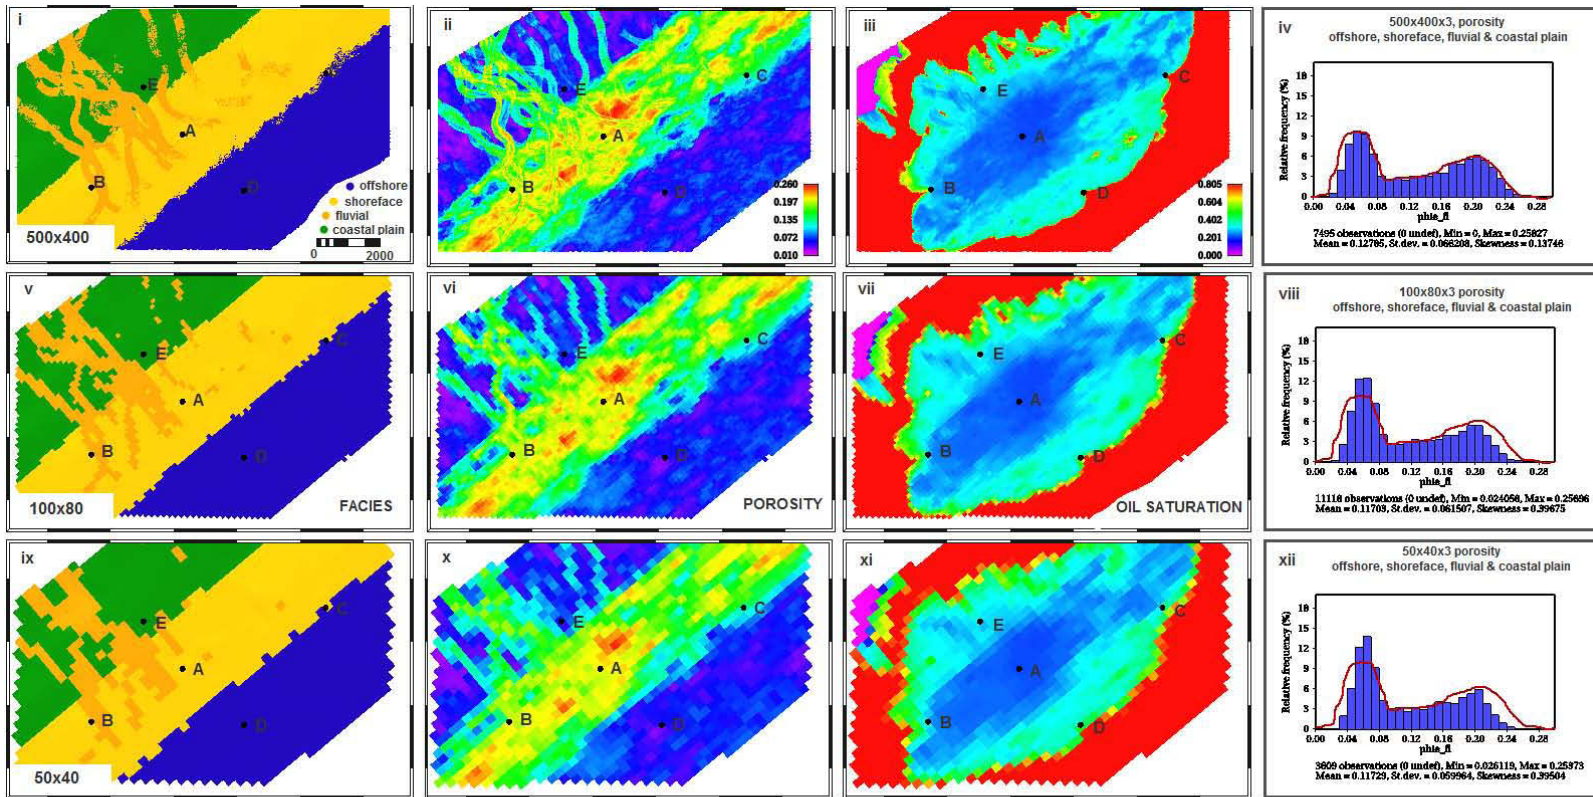 i
E
A
B
D
offshore
shoreface
fluvial
coastal plain
500x400
0 2000
ii
C
E
A
B
D
0.260
0.197
0.135
0.072
0.010
iii
C
E
A
B
D
0.805
0.604
0.402
0.201
0.000
iv
500x400x3, porosity
offshore, shoreface, fluvial & coastal plain
Relative frequency (%)
18
15
12
9
6
3
0
0.00 0.04 0.08 0.12 0.16 0.20 0.24 0.28
phie_fl
7495 observations (0 undef), Min = 0, Max = 0.25827
Mean = 0.12785, St.dev. = 0.066208, Skewness = 0.13746
v
C
E
A
B
D
100x80
FACIES
vi
C
E
A
B
D
POROSITY
vii
C
E
A
B
D
OIL SATURATION
viii
100x80x3 porosity
offshore, shoreface, fluvial & coastal plain
Relative frequency (%)
18
15
12
9
6
3
0
0.00 0.04 0.08 0.12 0.16 0.20 0.24 0.28
phie_fl
11116 observations (0 undef), Min = 0.024058, Max = 0.25696
Mean = 0.11703, St.dev. = 0.061507, Skewness = 0.39675
ix
C
E
A
B
D
50x40
x
C
E
A
B
D
xi
C
E
A
B
D
xii
50x40x3 porosity
offshore, shoreface, fluvial & coastal plain
Relative frequency (%)
18
15
12
9
6
3
0
0.00 0.04 0.08 0.12 0.16 0.20 0.24 0.28
phie_fl
3609 observations (0 undef), Min = 0.026119, Max = 0.25373
Mean = 0.11729, St.dev. = 0.059964, Skewness = 0.39504